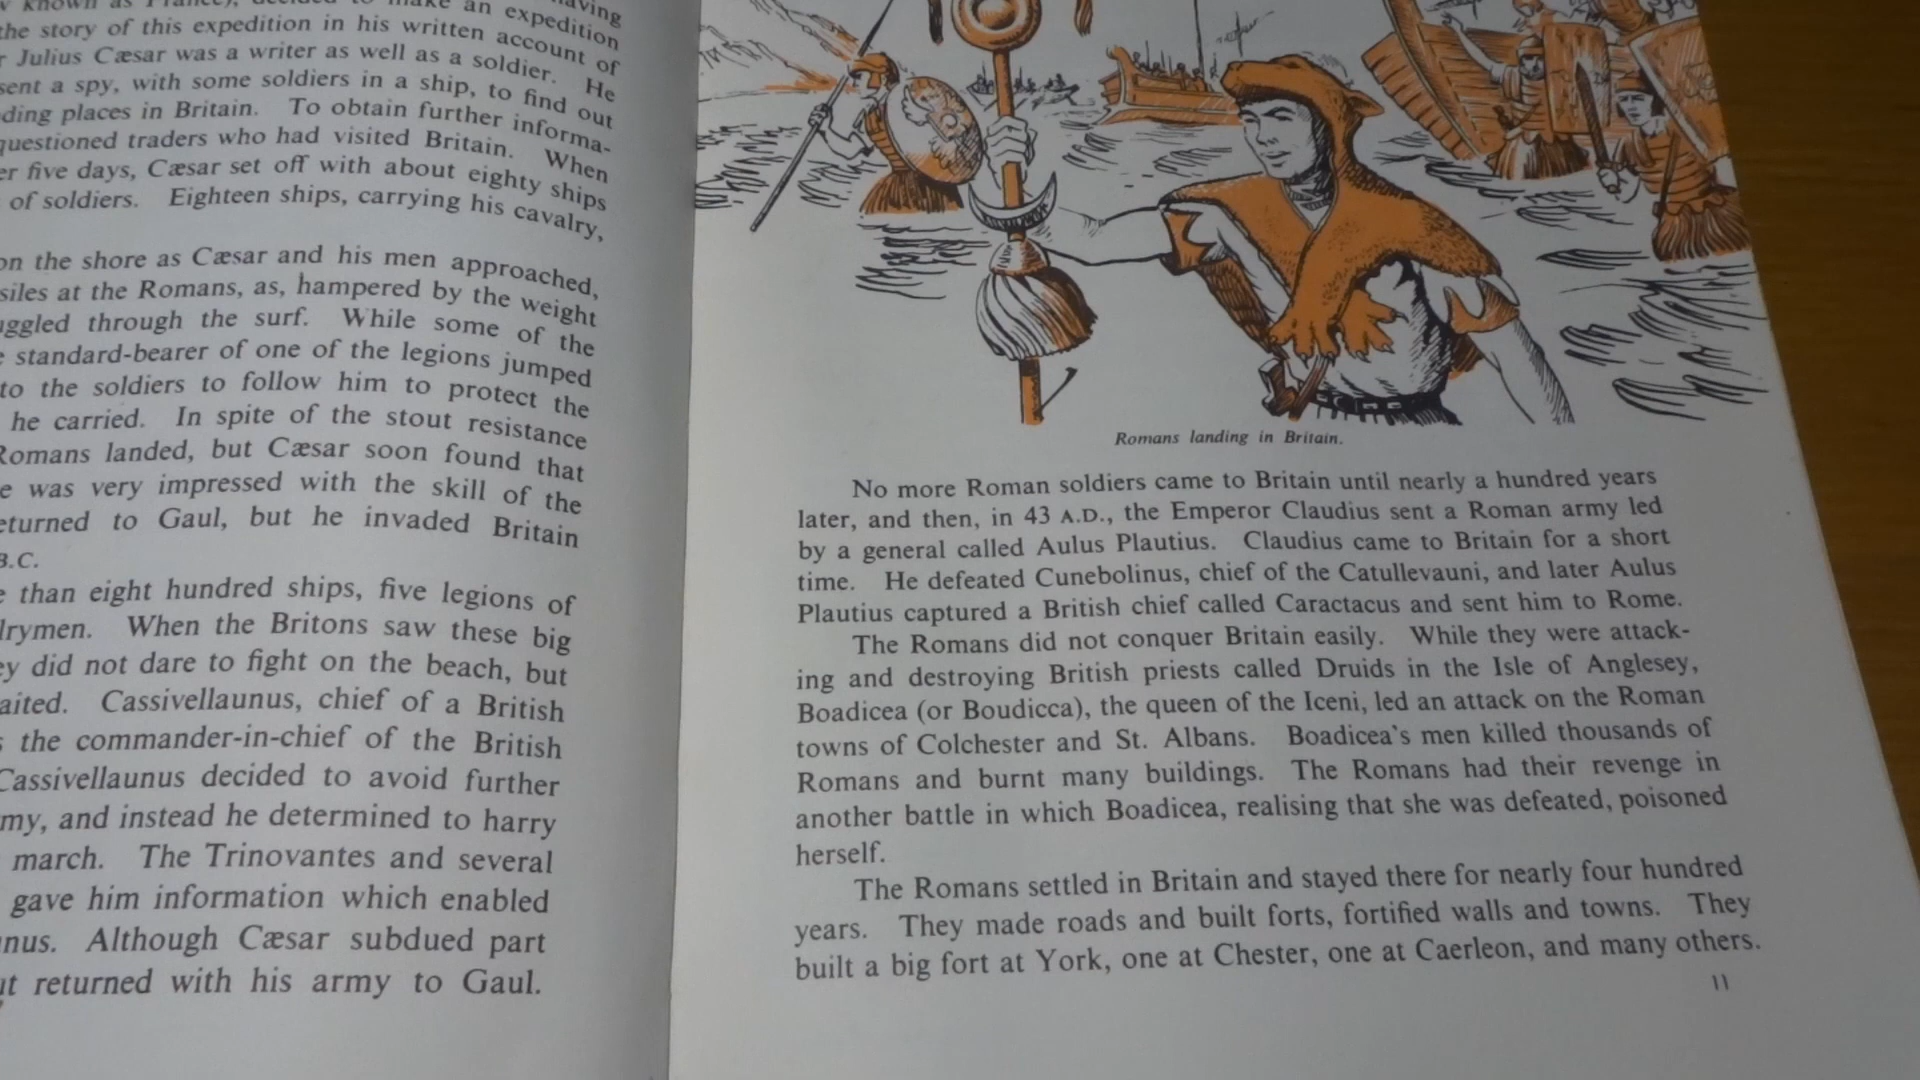 known as France), decided to make an expedition
the story of this expedition in his written account of
Julius Cæsar was a writer as well as a soldier. He
sent a spy, with some soldiers in a ship, to find out
ding places in Britain. To obtain further informa-
questioned traders who had visited Britain. When
er five days, Cæsar set off with about eighty ships
of soldiers. Eighteen ships, carrying his cavalry,
on the shore as Cæsar and his men approached,
siles at the Romans, as, hampered by the weight
uggled through the surf. While some of the
e standard-bearer of one of the legions jumped
to the soldiers to follow him to protect the
he carried. In spite of the stout resistance
Romans landed, but Cæsar soon found that
e was very impressed with the skill of the
eturned to Gaul, but he invaded Britain
B.C.
e than eight hundred ships, five legions of
lrymen. When the Britons saw these big
ey did not dare to fight on the beach, but
aited. Cassivellaunus, chief of a British
s the commander-in-chief of the British
Cassivellaunus decided to avoid further
my, and instead he determined to harry
march. The Trinovantes and several
gave him information which enabled
nus. Although Cæsar subdued part
ut returned with his army to Gaul.
Romans landing in Britain.
No more Roman soldiers came to Britain until nearly a hundred years
later, and then, in 43 A.D., the Emperor Claudius sent a Roman army led
by a general called Aulus Plautius. Claudius came to Britain for a short
time. He defeated Cunebolinus, chief of the Catullevauni, and later Aulus
Plautius captured a British chief called Caractacus and sent him to Rome.
The Romans did not conquer Britain easily. While they were attack-
ing and destroying British priests called Druids in the Isle of Anglesey,
Boadicea (or Boudicca), the queen of the Iceni, led an attack on the Roman
towns of Colchester and St. Albans. Boadicea's men killed thousands of
Romans and burnt many buildings. The Romans had their revenge in
another battle in which Boadicea, realising that she was defeated, poisoned
herself.
The Romans settled in Britain and stayed there for nearly four hundred
years. They made roads and built forts, fortified walls and towns. They
built a big fort at York, one at Chester, one at Caerleon, and many others.
11